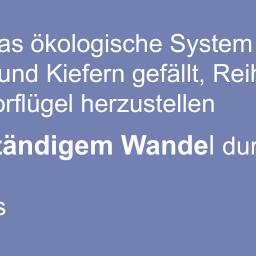 as ökologische System
und Kiefern gefällt, Reih
orflügel herzustellen
tändigem Wandel dur
s